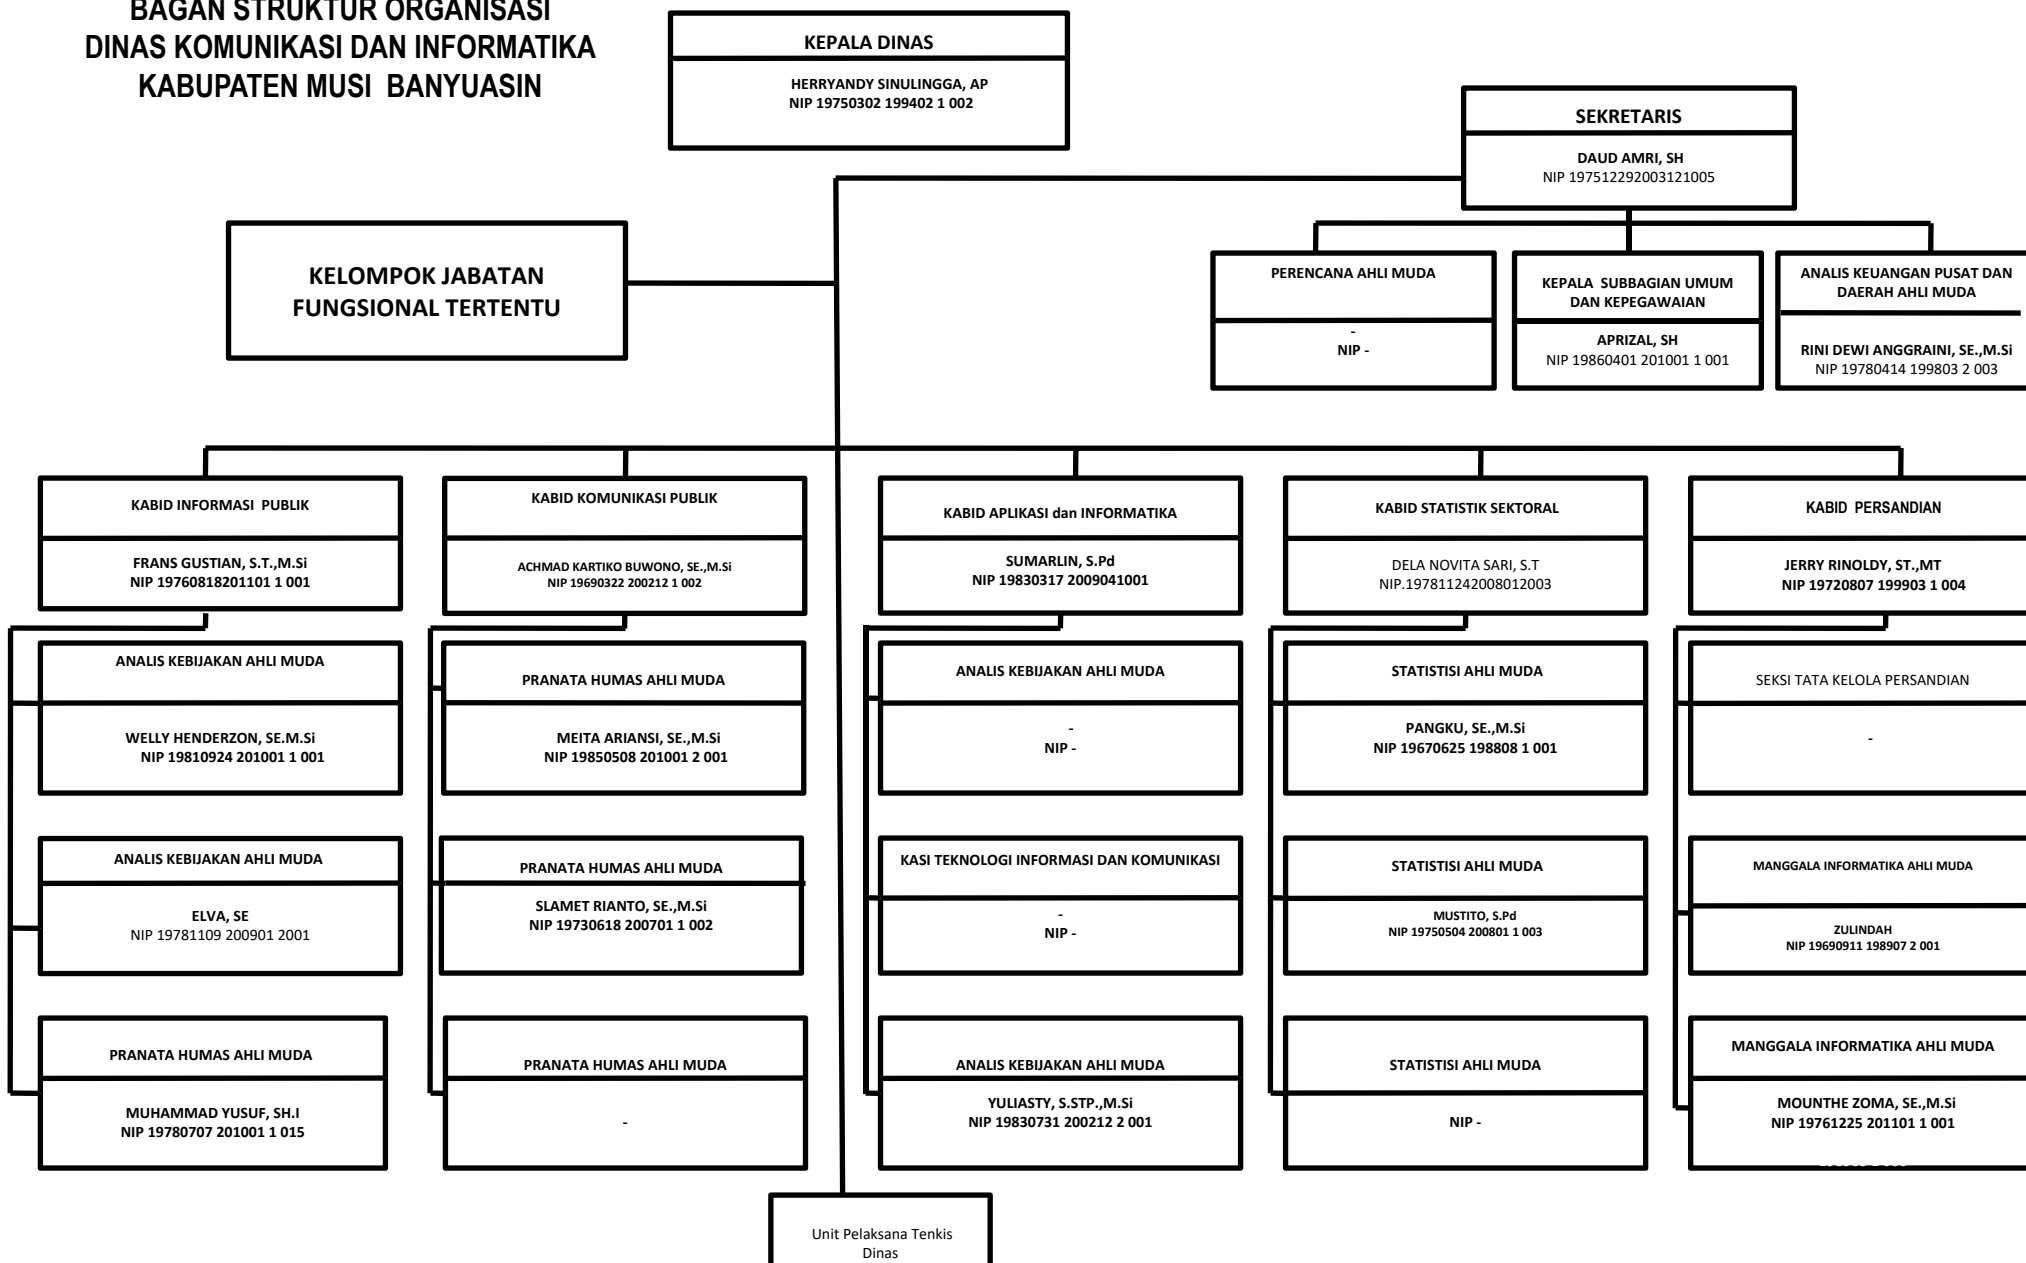 BAGAN STRUKTUR ORGANISASI
DINAS KOMUNIKASI DAN INFORMATIKA
KABUPATEN MUSI BANYUASIN
KEPALA DINAS
HERRYANDY SINULINGGA, AP
NIP 19750302 199402 1 002
SEKRETARIS
DAUD AMRI, SH
NIP 197512292003121005
KELOMPOK JABATAN
FUNGSIONAL TERTENTU
PERENCANA AHLI MUDA
-
NIP -
KEPALA SUBBAGIAN UMUM
DAN KEPEGAWAIAN
APRIZAL, SH
NIP 19860401 201001 1 001
ANALIS KEUANGAN PUSAT DAN
DAERAH AHLI MUDA
RINI DEWI ANGGRAINI, SE.,M.Si
NIP 19780414 199803 2 003
KABID INFORMASI PUBLIK
FRANS GUSTIAN, S.T.,M.Si
NIP 19760818201101 1 001
KABID KOMUNIKASI PUBLIK
ACHMAD KARTIKO BUWONO, SE.,M.Si
NIP 19690322 200212 1 002
KABID APLIKASI dan INFORMATIKA
SUMARLIN, S.Pd
NIP 19830317 2009041001
KABID STATISTIK SEKTORAL
DELA NOVITA SARI, S.T
NIP.197811242008012003
KABID PERSANDIAN
JERRY RINOLDY, ST.,MT
NIP 19720807 199903 1 004
ANALIS KEBIJAKAN AHLI MUDA
WELLY HENDERZON, SE.M.Si
NIP 19810924 201001 1 001
PRANATA HUMAS AHLI MUDA
MEITA ARIANSI, SE.,M.Si
NIP 19850508 201001 2 001
ANALIS KEBIJAKAN AHLI MUDA
-
NIP -
STATISTISI AHLI MUDA
PANGKU, SE.,M.Si
NIP 19670625 198808 1 001
SEKSI TATA KELOLA PERSANDIAN
-
ANALIS KEBIJAKAN AHLI MUDA
ELVA, SE
NIP 19781109 200901 2001
PRANATA HUMAS AHLI MUDA
SLAMET RIANTO, SE.,M.Si
NIP 19730618 200701 1 002
KASI TEKNOLOGI INFORMASI DAN KOMUNIKASI
-
NIP -
STATISTISI AHLI MUDA
MUSTITO, S.Pd
NIP 19750504 200801 1 003
MANGGALA INFORMATIKA AHLI MUDA
ZULINDAH
NIP 19690911 198907 2 001
PRANATA HUMAS AHLI MUDA
MUHAMMAD YUSUF, SH.I
NIP 19780707 201001 1 015
PRANATA HUMAS AHLI MUDA
-
ANALIS KEBIJAKAN AHLI MUDA
YULIASTY, S.STP.,M.Si
NIP 19830731 200212 2 001
STATISTISI AHLI MUDA
NIP -
MANGGALA INFORMATIKA AHLI MUDA
MOUNTHE ZOMA, SE.,M.Si
NIP 19761225 201101 1 001
Unit Pelaksana Tenkis
Dinas